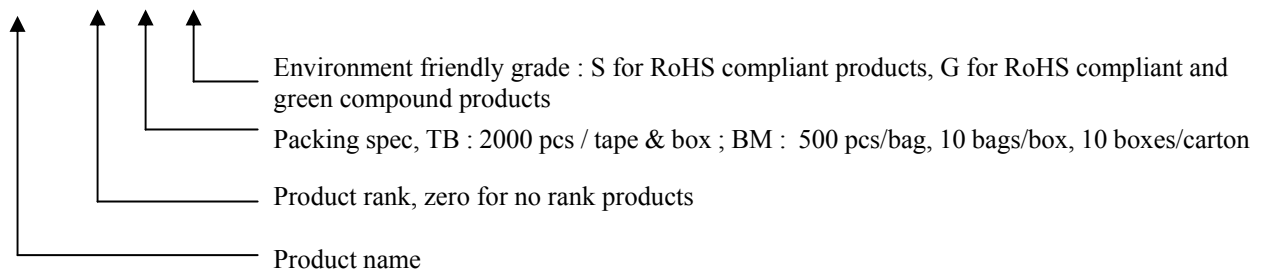 Environment friendly grade : S for RoHS compliant products, G for RoHS compliant and
green compound products
Packing spec, TB : 2000 pcs / tape & box ; BM : 500 pcs/bag, 10 bags/box, 10 boxes/carton
Product rank, zero for no rank products
Product name